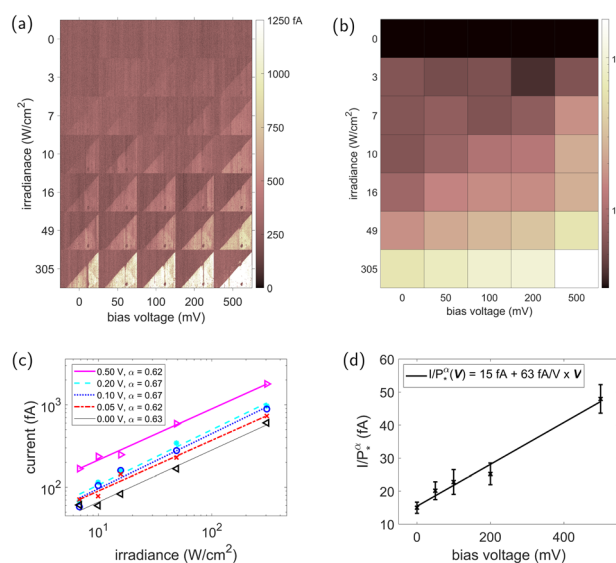 (a)
1250 fA
1000
750
500
250
0
0
3
7
10
16
49
305
irradianace (W/cm²)
0 50 100 200 500
bias voltage (mV)
(b)
0
3
7
10
16
49
305
irradiance (W/cm²)
0 50 100 200 500
bias voltage (mV)
1
1
(c)
0.50 V, α = 0.62
0.20 V, α = 0.67
0.10 V, α = 0.67
0.05 V, α = 0.62
0.00 V, α = 0.63
10³
10²
current (fA)
10¹ 10²
irradiance (W/cm²)
(d)
I/P*^α(V) = 15 fA + 63 fA/V x V
60
50
40
30
20
10
I/P*^α (fA)
0 200 400
bias voltage (mV)